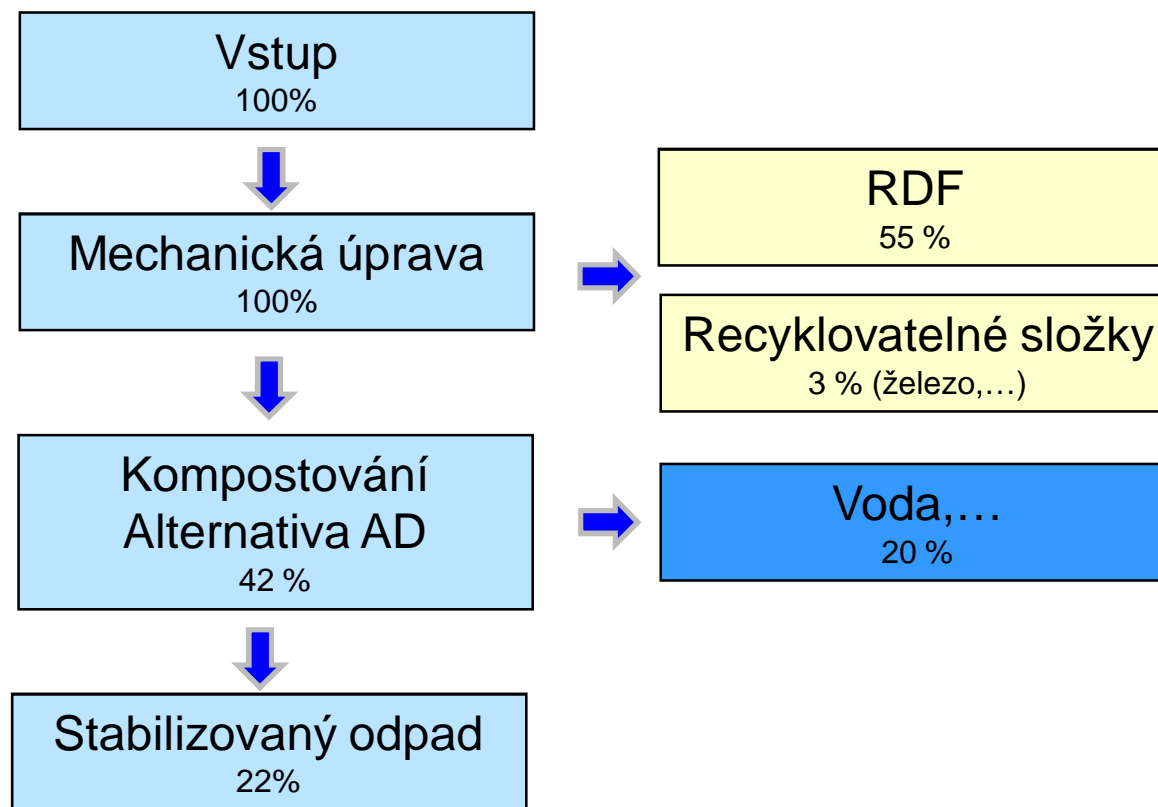 Vstup
100%
Mechanická úprava
100%
RDF
55 %
Recyklovatelné složky
3 % (železo,…)
Kompostování
Alternativa AD
42 %
Voda,…
20 %
Stabilizovaný odpad
22%